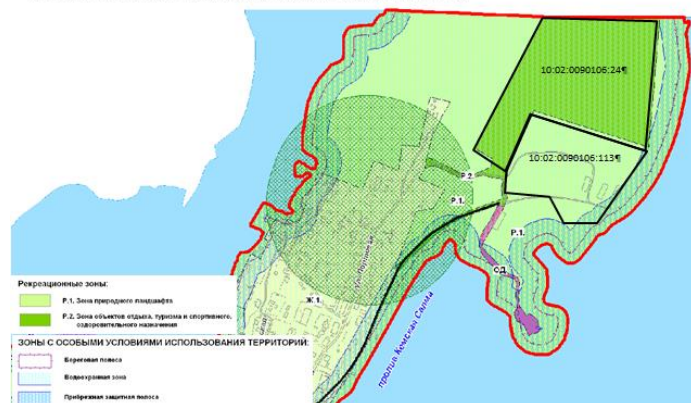 10:02:0090106:24¶
10:02:0090106:113¶
Р.2.
Р.1.
Р.1.
СД
Ж.1.
пролив Кемская Салма
Рекреационные зоны:
Р.1. Зона природного ландшафта
Р.2. Зона объектов отдыха, туризма и спортивного,
оздоровительного назначения
ЗОНЫ С ОСОБЫМИ УСЛОВИЯМИ ИСПОЛЬЗОВАНИЯ ТЕРРИТОРИЙ:
Береговая полоса
Водоохранная зона
Прибрежная защитная полоса